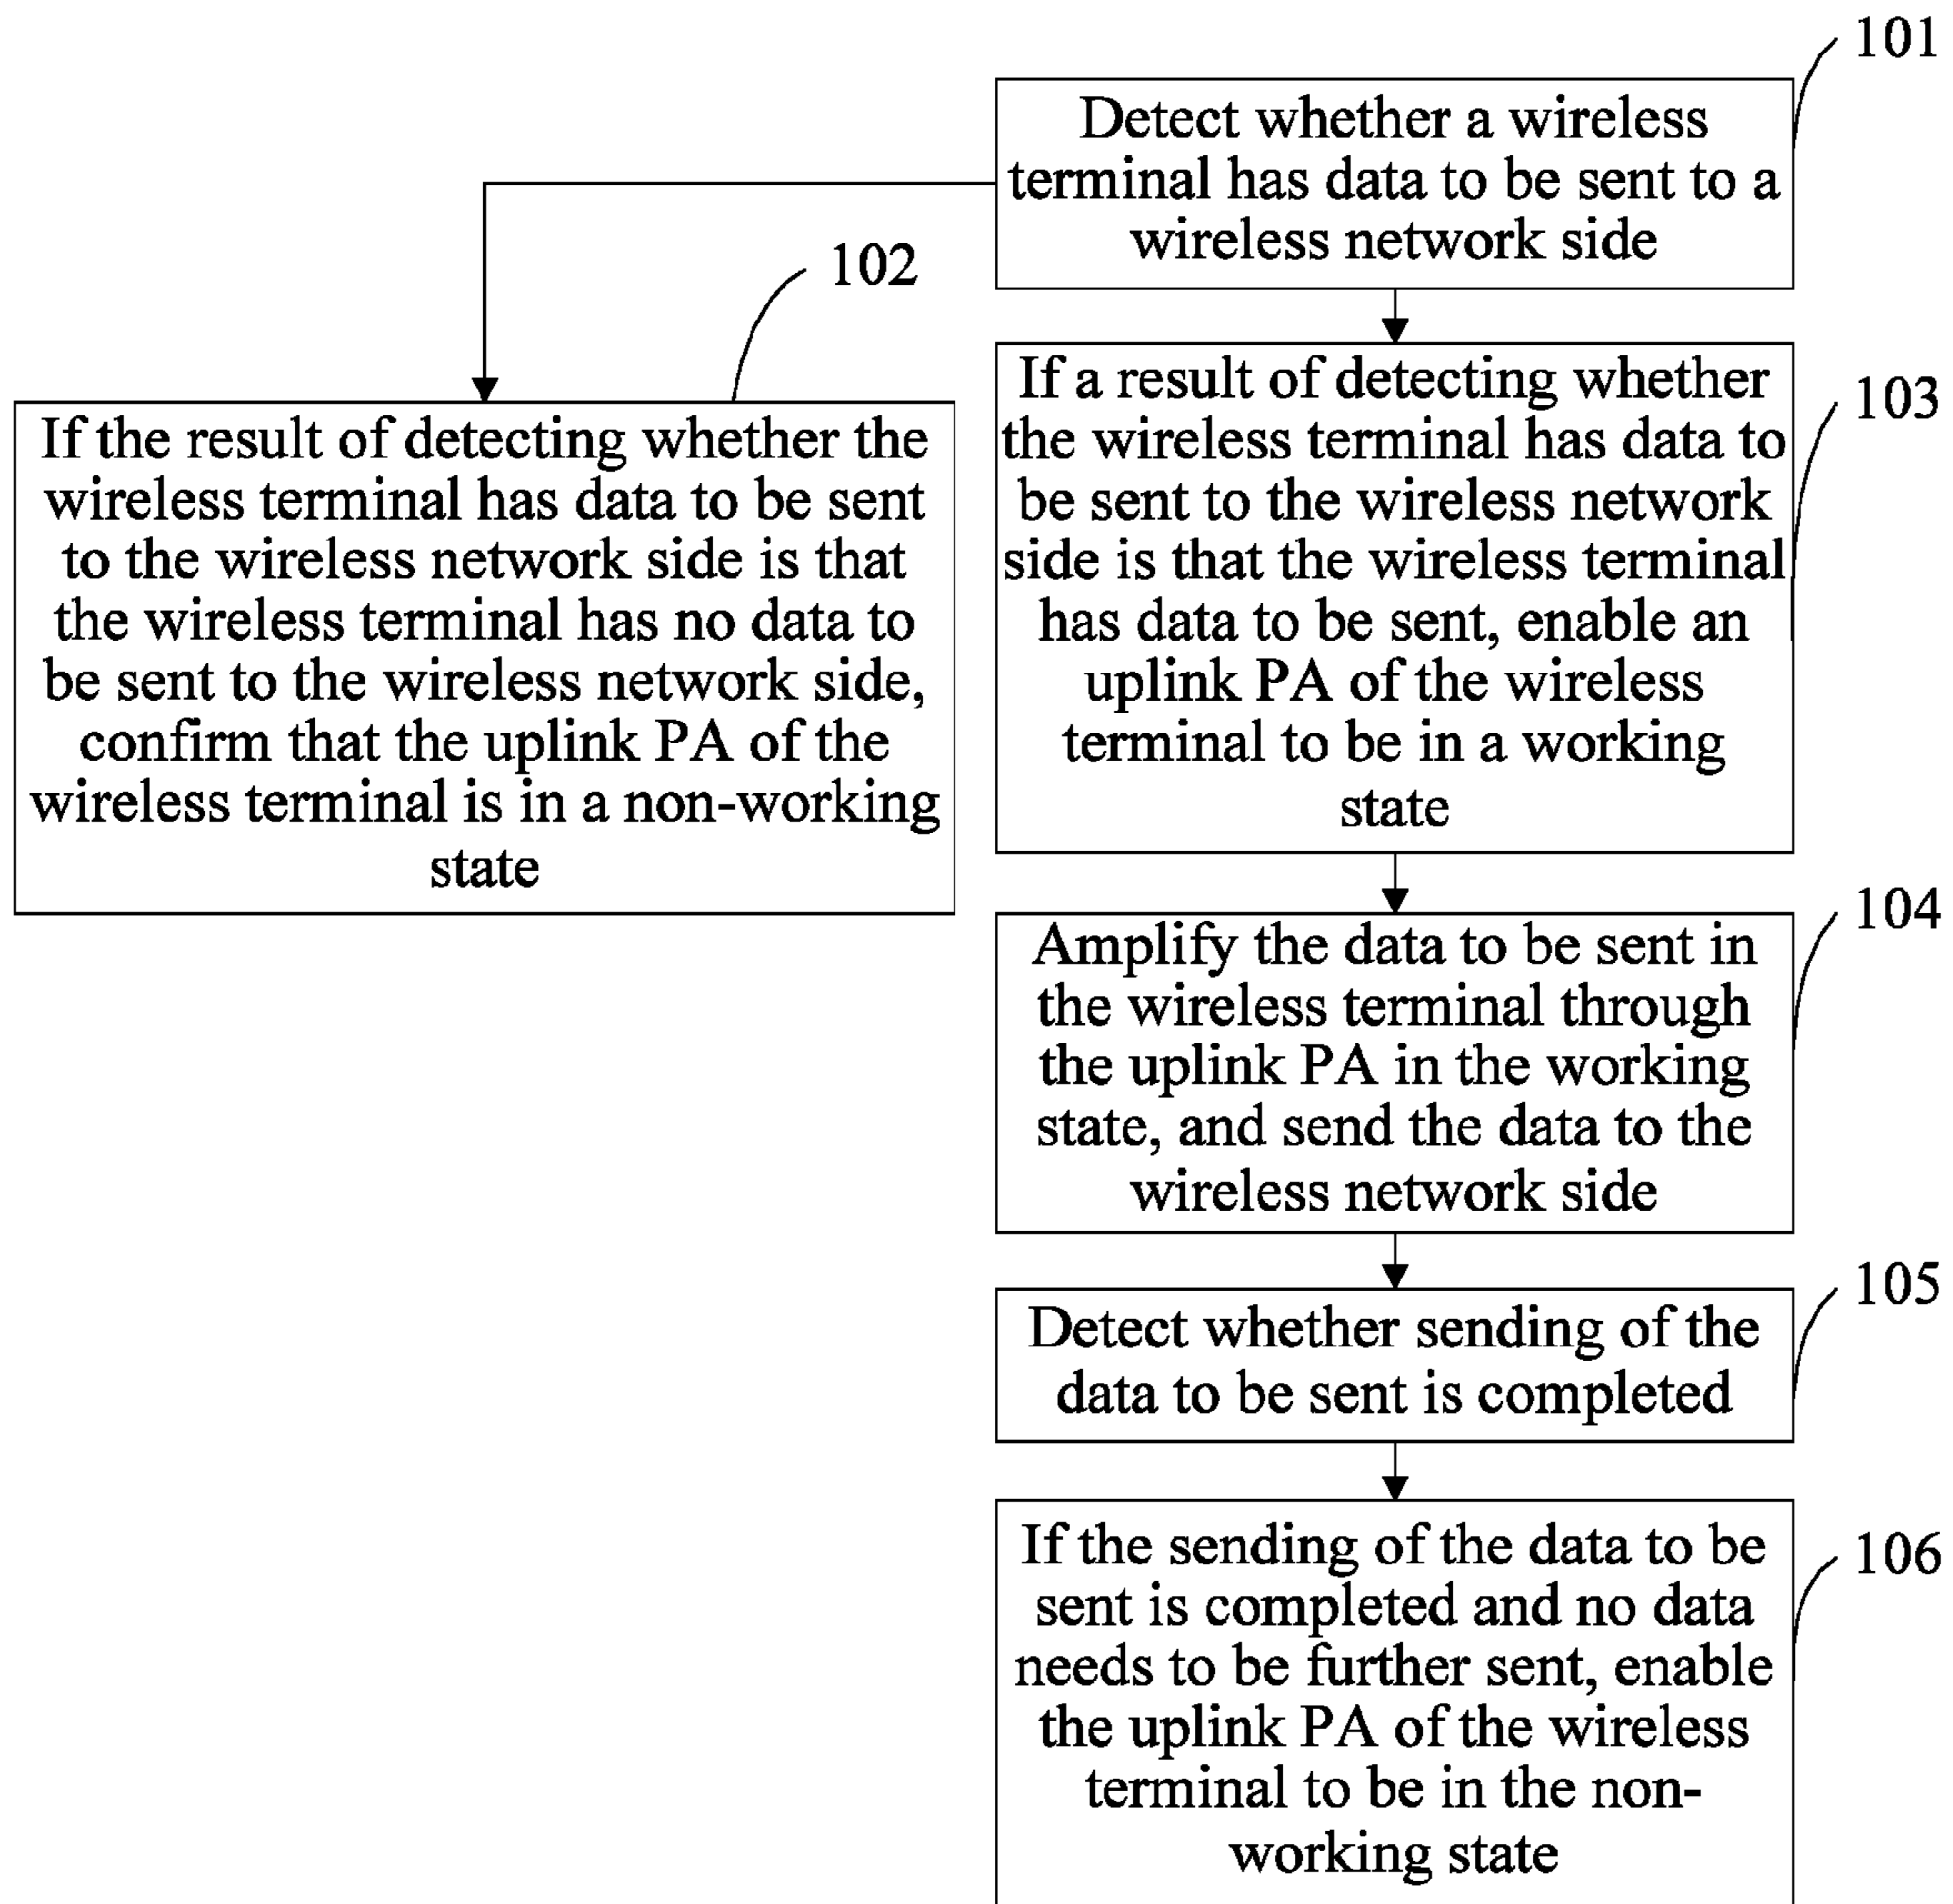 101
Detect whether a wireless
terminal has data to be sent to a
wireless network side
102
If the result of detecting whether the
wireless terminal has data to be sent
to the wireless network side is that
the wireless terminal has no data to
be sent to the wireless network side,
confirm that the uplink PA of the
wireless terminal is in a non-working
state
103
If a result of detecting whether
the wireless terminal has data to
be sent to the wireless network
side is that the wireless terminal
has data to be sent, enable an
uplink PA of the wireless
terminal to be in a working
state
104
Amplify the data to be sent in
the wireless terminal through
the uplink PA in the working
state, and send the data to the
wireless network side
105
Detect whether sending of the
data to be sent is completed
106
If the sending of the data to be
sent is completed and no data
needs to be further sent, enable
the uplink PA of the wireless
terminal to be in the non-
working state